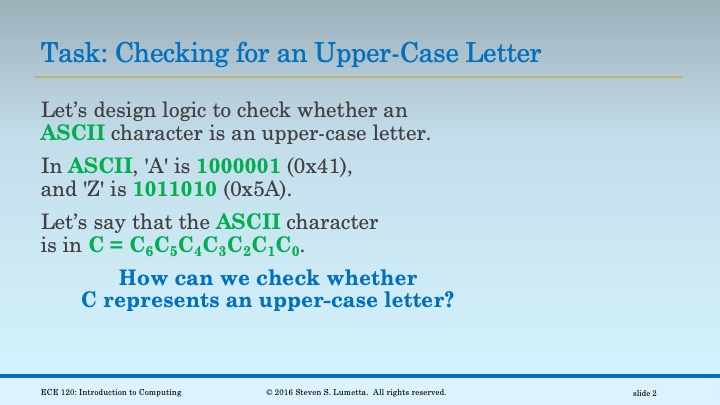 Task: Checking for an Upper-Case Letter
Let’s design logic to check whether an
ASCII character is an upper-case letter.
In ASCII, 'A' is 1000001 (0x41),
and 'Z' is 1011010 (0x5A).
Let’s say that the ASCII character
is in C = C₆C₅C₄C₃C₂C₁C₀.
How can we check whether
C represents an upper-case letter?
ECE 120: Introduction to Computing
© 2016 Steven S. Lumetta. All rights reserved.
slide 2